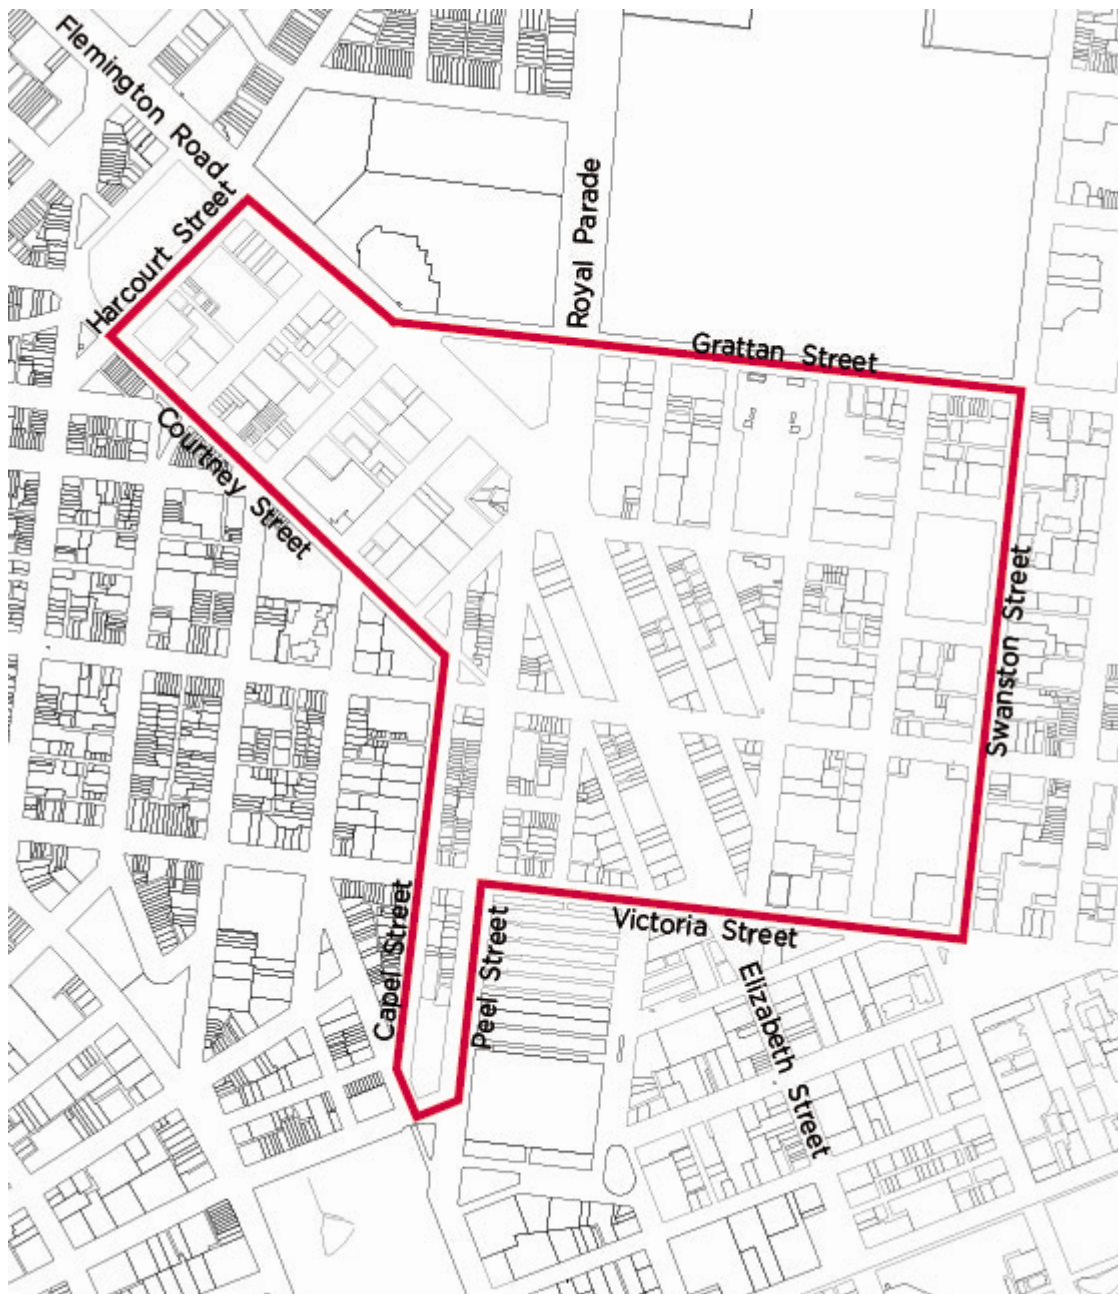 Flemington Road
Harcourt Street
Royal Parade
Grattan Street
Courtney Street
Swanston Street
Capel Street
Peel Street
Victoria Street
Elizabeth Street